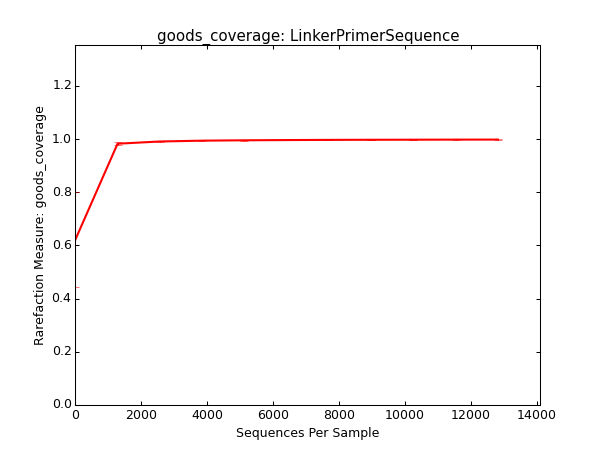 goods_coverage: LinkerPrimerSequence
Rarefaction Measure: goods_coverage
1.2
1.0
0.8
0.6
0.4
0.2
0.0
0 2000 4000 6000 8000 10000 12000 14000
Sequences Per Sample